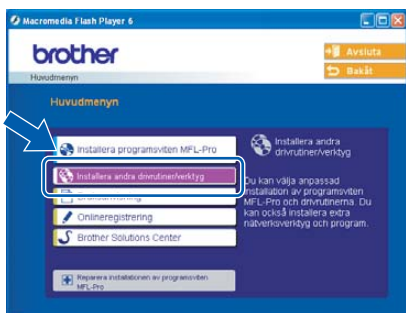 Macromedia Flash Player 6
brother
Avsluta
Bakåt
Huvudmenyn
Huvudmenyn
Installera programsviten MFL-Pro
Installera andra drivrutiner/verktyg
Onlineregistrering
Brother Solutions Center
Reparera installationen av programsviten
MFL-Pro
Installera andra
drivrutiner/verktyg
Du kan välja anpassad
installation av programsviten
MFL-Pro och drivrutinerna. Du
kan också installera extra
nätverksverktyg och program.